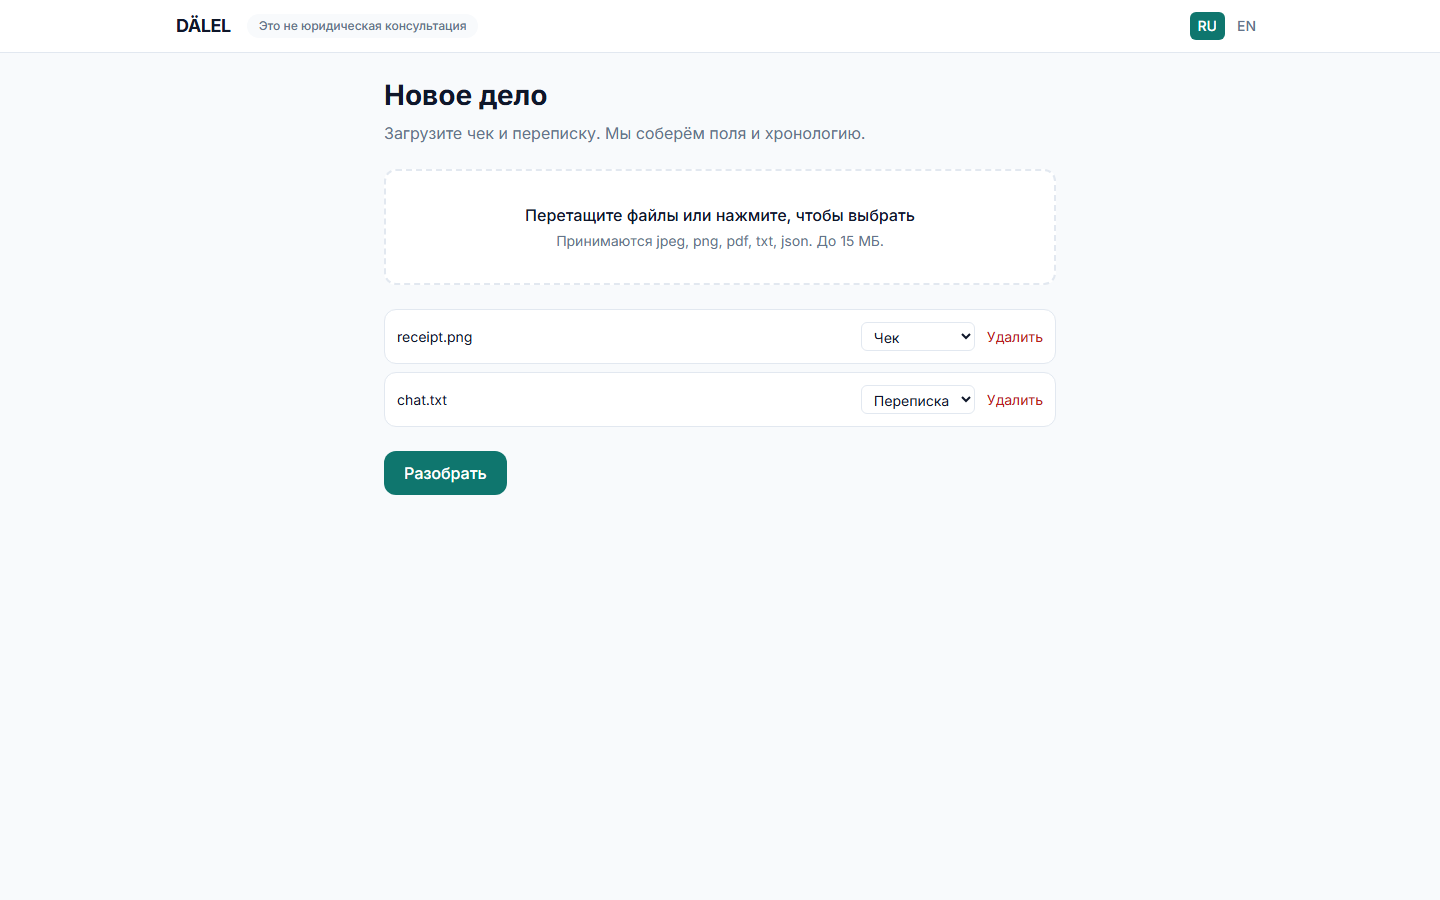 DÄLEL
Это не юридическая консультация
RU
EN
Новое дело
Загрузите чек и переписку. Мы соберём поля и хронологию.
Перетащите файлы или нажмите, чтобы выбрать
Принимаются jpeg, png, pdf, txt, json. До 15 МБ.
receipt.png
Чек
Удалить
chat.txt
Переписка
Удалить
Разобрать